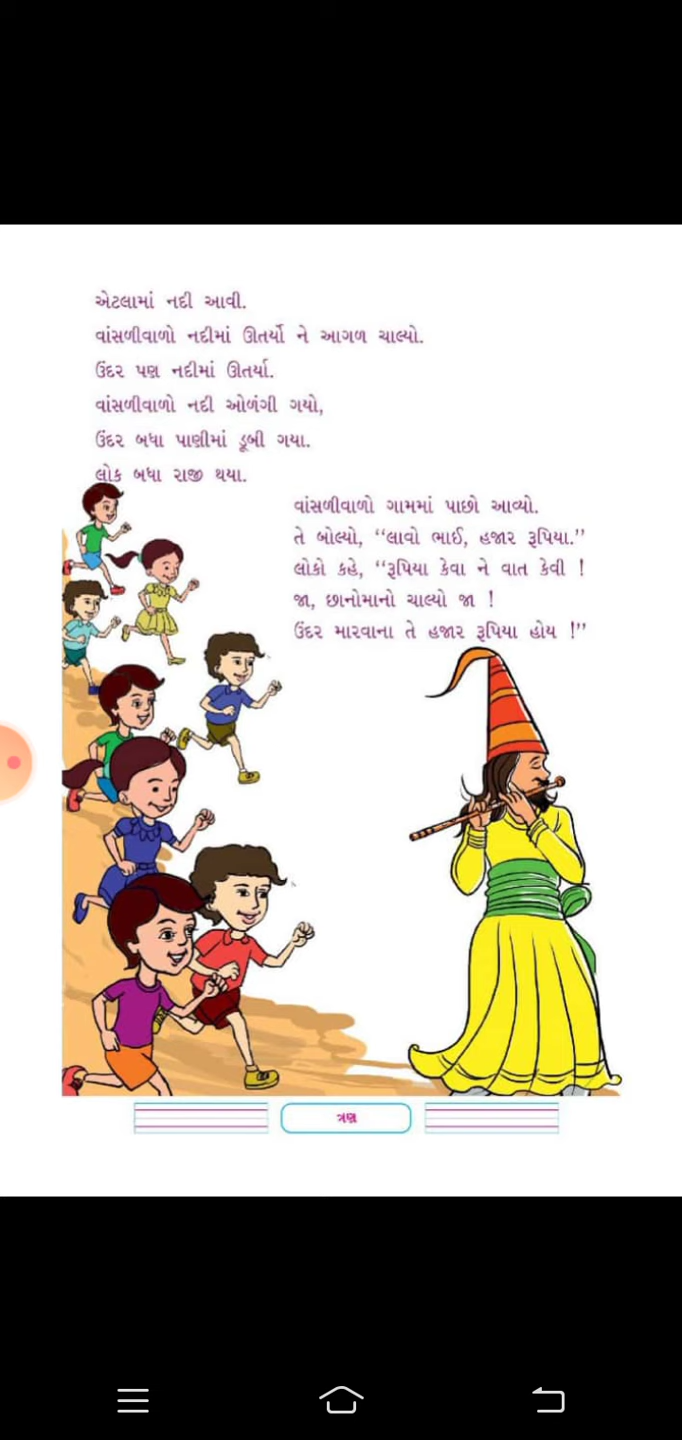 એટલામાં નદી આવી.
વાંસળીવાળો નદીમાં ઊતર્યો ને આગળ ચાલ્યો.
ઉંદર પણ નદીમાં ઊતર્યા.
વાંસળીવાળો નદી ઓળંગી ગયો,
ઉંદર બધા પાણીમાં ડૂબી ગયા.
લોક બધા રાજી થયા.
વાંસળીવાળો ગામમાં પાછો આવ્યો.
તે બોલ્યો, “લાવો ભાઈ, હજાર રૂપિયા.”
લોકો કહે, “રૂપિયા કેવા ને વાત કેવી !
જા, છાનોમાનો ચાલ્યો જા !
ઉંદર મારવાના તે હજાર રૂપિયા હોય !”
ત્રણ